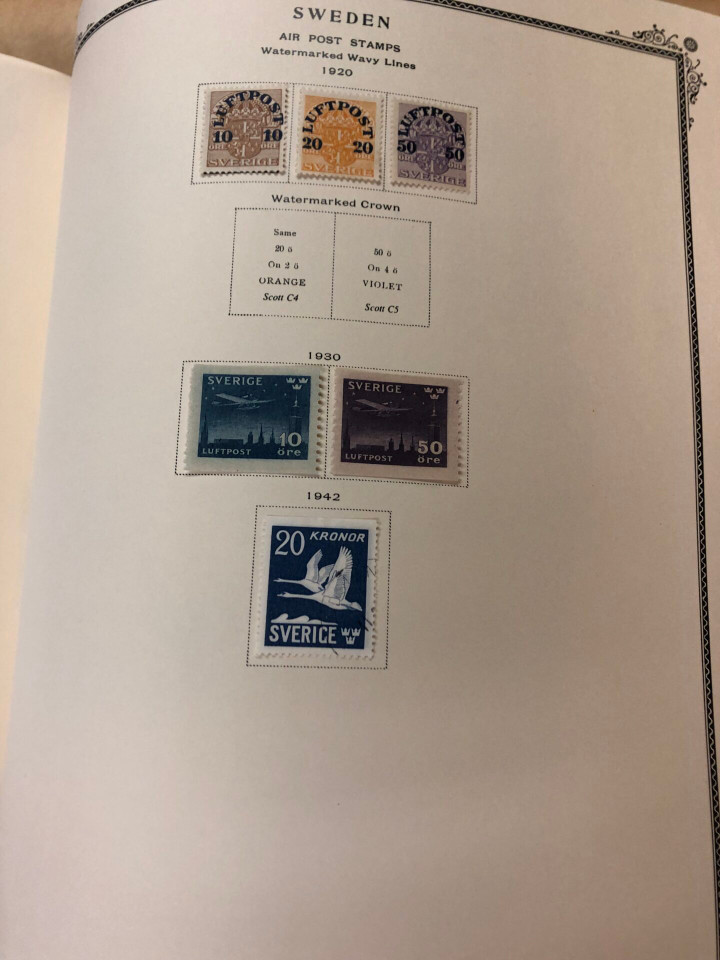 SWEDEN
AIR POST STAMPS
Watermarked Wavy Lines
1920
LUFTPOST
10 10
SVERIGE
LUFTPOST
20 20
SVERIGE
LUFTPOST
50 50
SVERIGE
Watermarked Crown
Same
20 ö
On 2 ö
ORANGE
Scott C4
50 ö
On 4 ö
VIOLET
Scott C5
1930
SVERIGE
10
LUFTPOST öre
SVERIGE
50
LUFTPOST öre
1942
20 KRONOR
SVERIGE